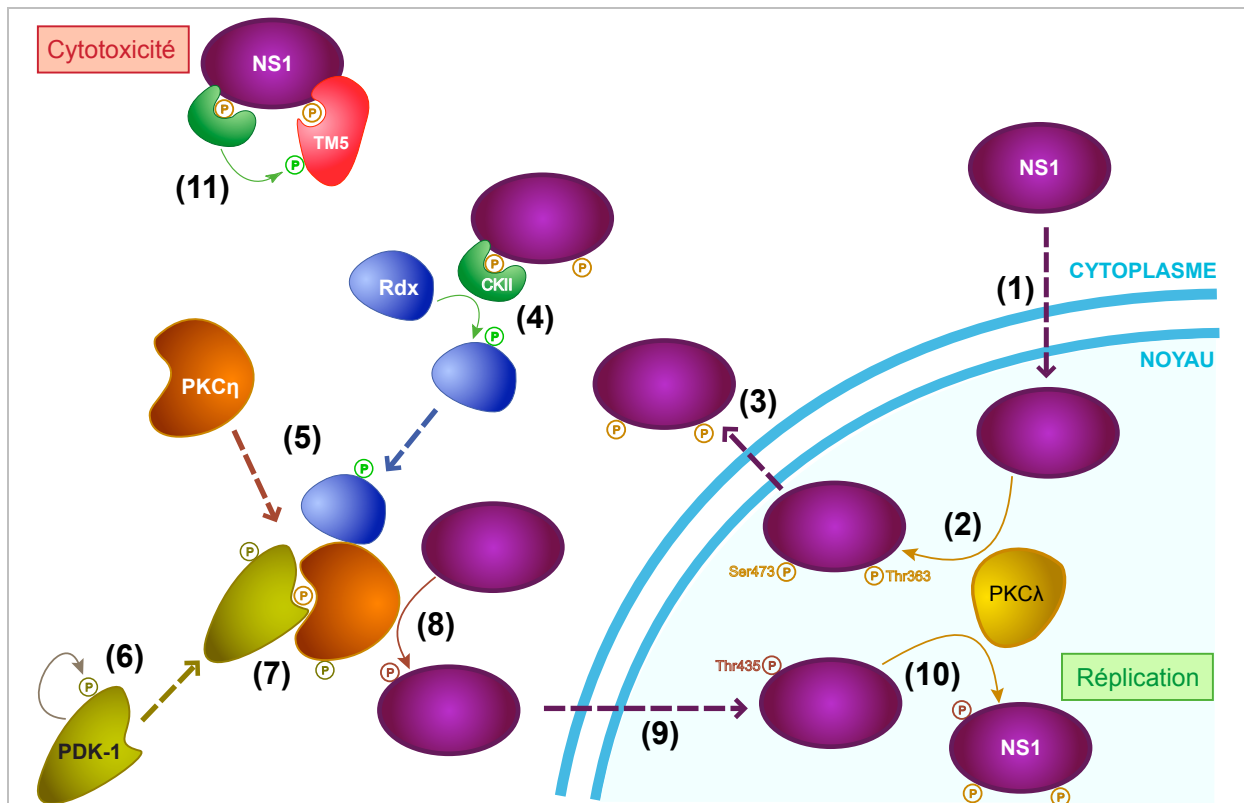 Cytotoxicité
NS1
P
P
TM5
P
(11)
NS1
CYTOPLASME
(1)
NOYAU
P
P
CKII
Rdx
(4)
P
PKCη
(5)
P
(3)
P
P
(2)
Ser473 P
P Thr363
PKCλ
P
P
(8)
(6)
P
(7)
P
P
Thr435 P
(10)
Réplication
(9)
P
NS1
PDK-1
P
P